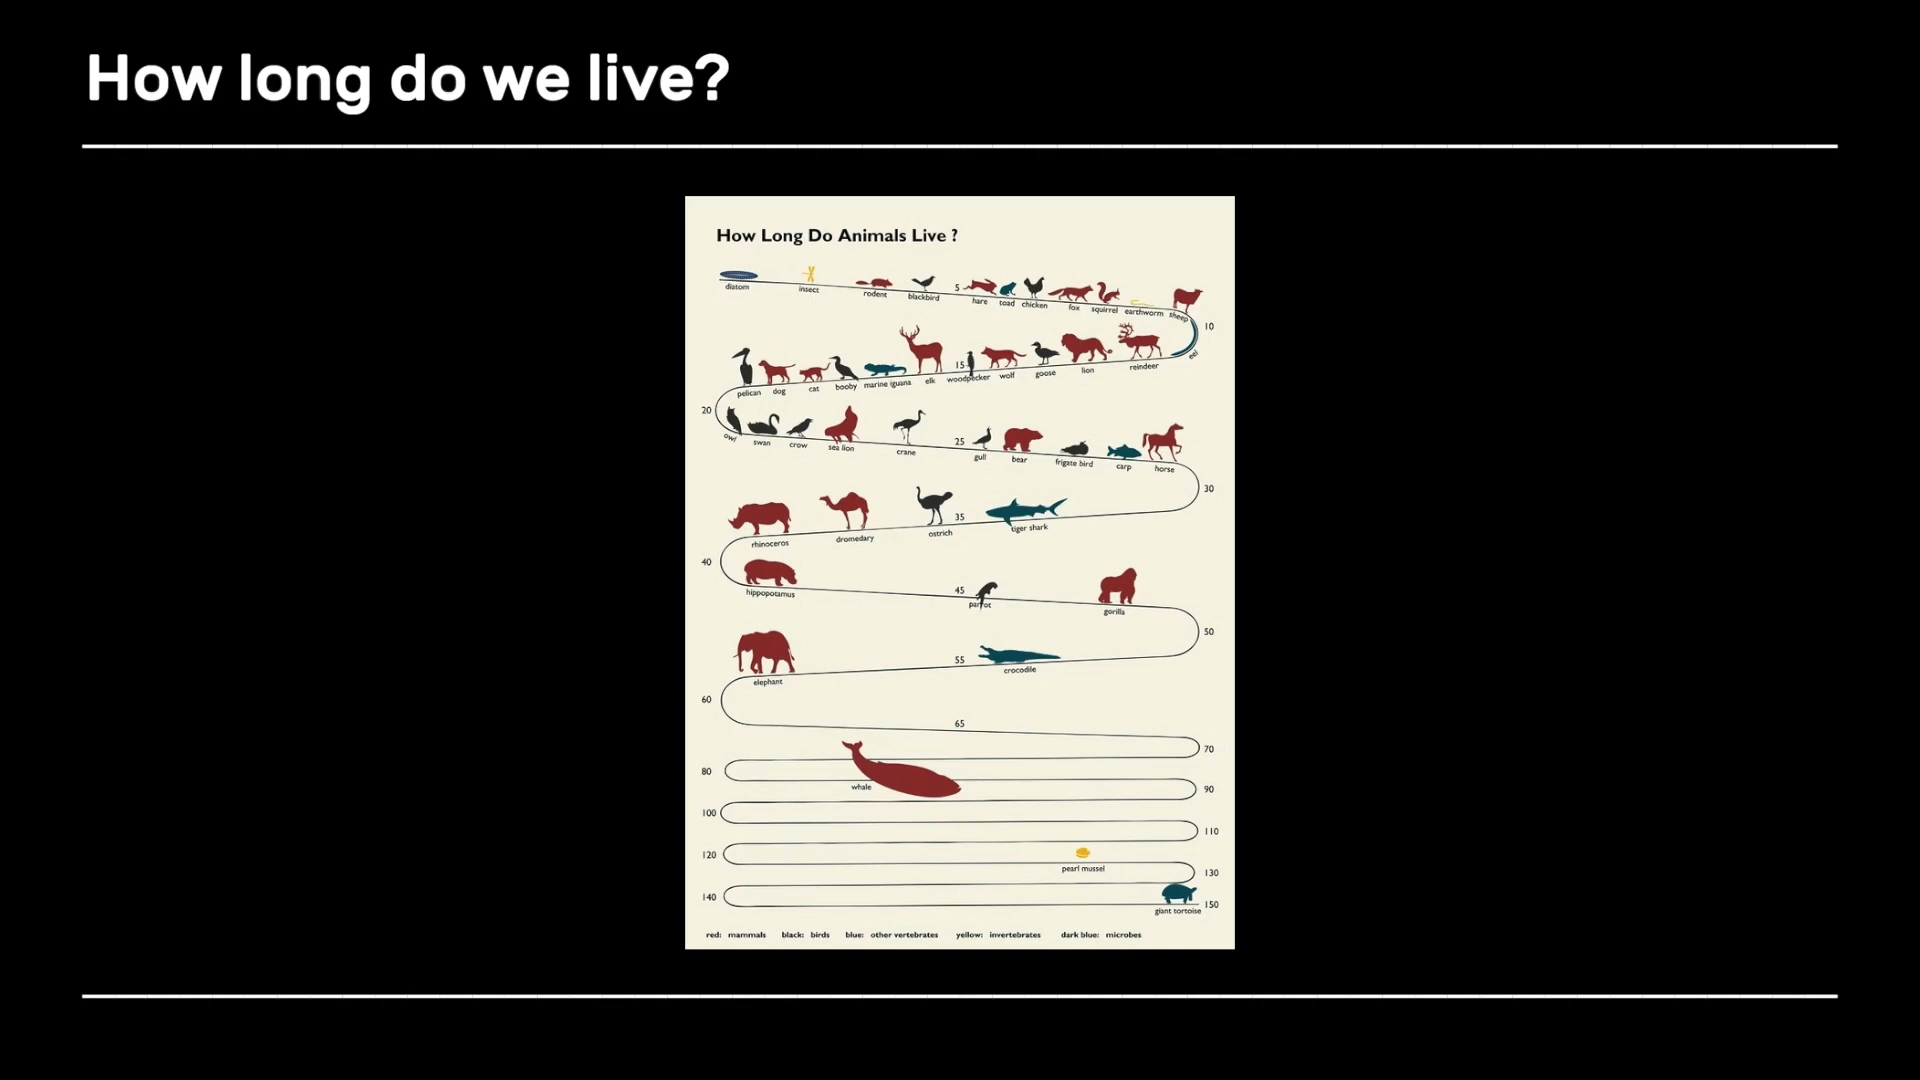 How long do we live?
How Long Do Animals Live ?
diatom insect rodent blackbird 5 hare toad chicken fox squirrel earthworm sheep
10
eel
pelican dog cat booby marine iguana elk 15 woodpecker wolf goose lion reindeer
20
owl swan crow sea lion crane 25 gull bear frigate bird carp horse
30
rhinoceros dromedary ostrich 35 tiger shark
40
hippopotamus 45 parrot gorilla
50
elephant 55 crocodile
60
65
70
80
whale
90
100
110
120
pearl mussel
130
140
giant tortoise 150
red: mammals black: birds blue: other vertebrates yellow: invertebrates dark blue: microbes